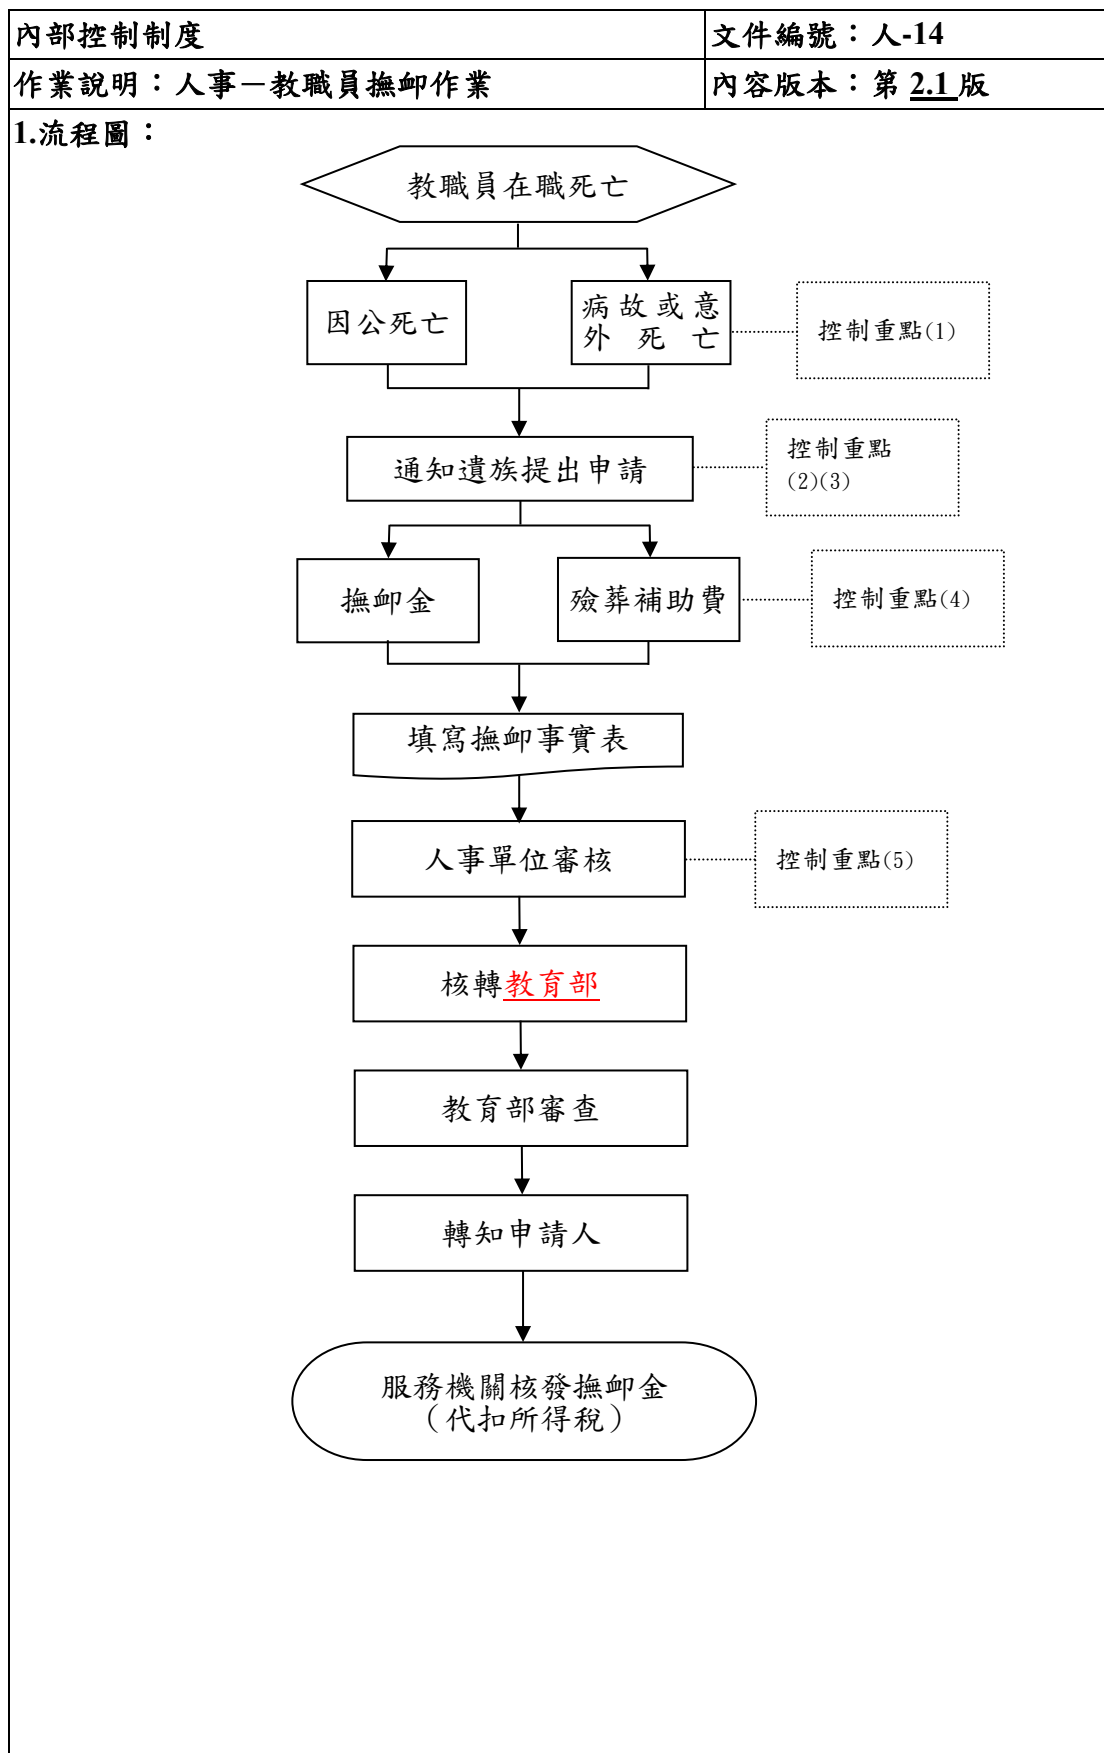 內部控制制度
文件編號：人-14
作業說明：人事－教職員撫卹作業
內容版本：第 2.1 版
1.流程圖：
教職員在職死亡
因公死亡
病故或意
外死亡
控制重點(1)
通知遺族提出申請
控制重點
(2)(3)
撫卹金
殮葬補助費
控制重點(4)
填寫撫卹事實表
人事單位審核
控制重點(5)
核轉教育部
教育部審查
轉知申請人
服務機關核發撫卹金
（代扣所得稅）